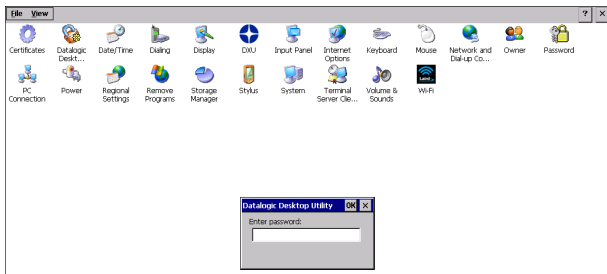 File View ? ×
Certificates Datalogic Deskt... Date/Time Dialing Display DXU Input Panel Internet Options Keyboard Mouse Network and Dial-up Co... Owner Password
PC Connection Power Regional Settings Remove Programs Storage Manager Stylus System Terminal Server Clie... Volume & Sounds Wi-Fi
Datalogic Desktop Utility OK ×
Enter password: